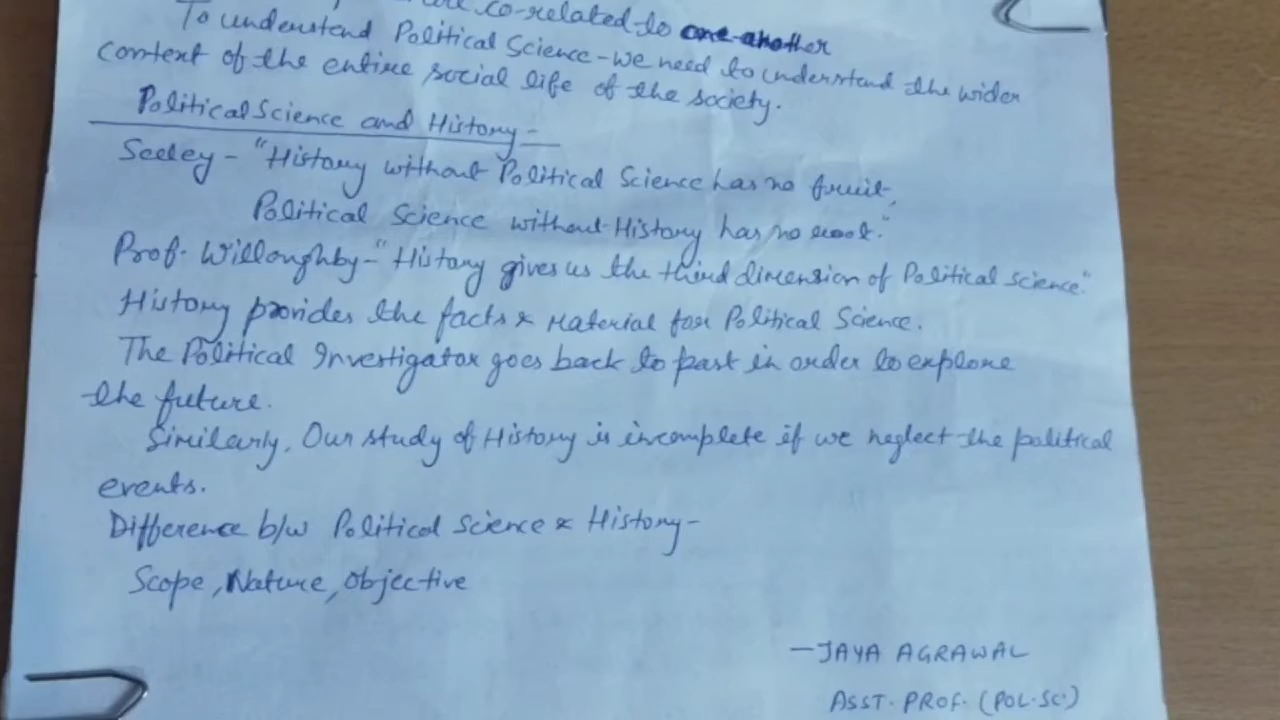 are co-related to one another
To understand Political Science-we need to understand the wider
context of the entire social life of the society.
Political Science and History-
Seeley - "History without Political Science has no fruit,
Political Science without History has no root."
Prof. Willoughby-"History gives us the third dimension of Political science."
History provides the facts & material for Political Science.
The Political Investigator goes back to past in order to explore
the future.
Similarly, Our study of History is incomplete if we neglect the political
events.
Difference b/w Political Science & History-
Scope, Nature, Objective
-JAYA AGRAWAL
ASST. PROF. (POL.SC.)